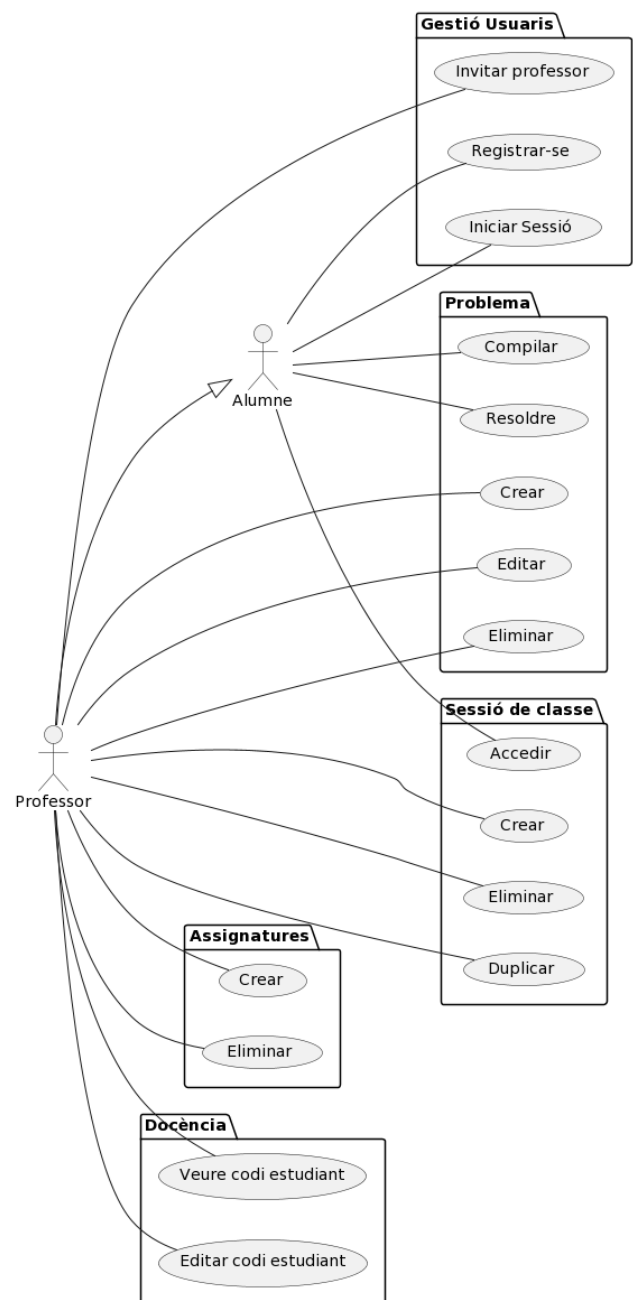 Gestió Usuaris
Invitar professor
Registrar-se
Iniciar Sessió
Problema
Compilar
Alumne
Resoldre
Crear
Editar
Eliminar
Sessió de classe
Accedir
Professor
Crear
Eliminar
Assignatures
Duplicar
Crear
Eliminar
Docència
Veure codi estudiant
Editar codi estudiant